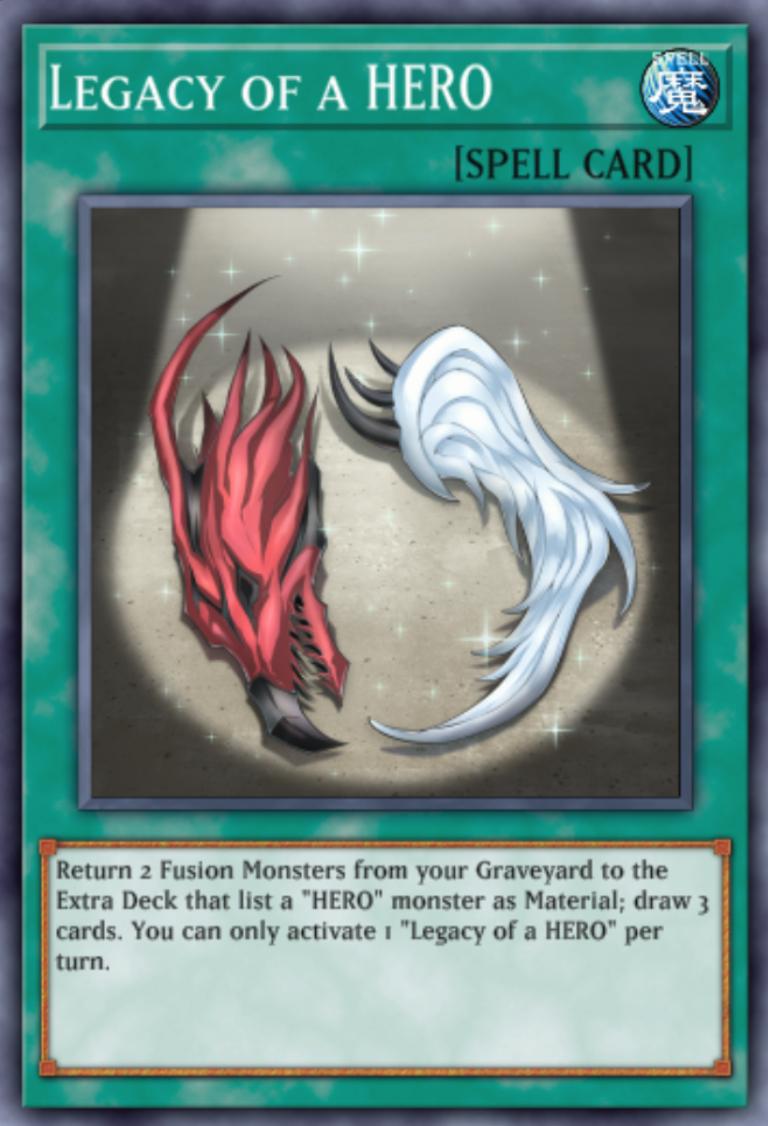 Legacy of a HERO
SPELL
魔
[SPELL CARD]
Return 2 Fusion Monsters from your Graveyard to the
Extra Deck that list a "HERO" monster as Material; draw 3
cards. You can only activate 1 "Legacy of a HERO" per
turn.